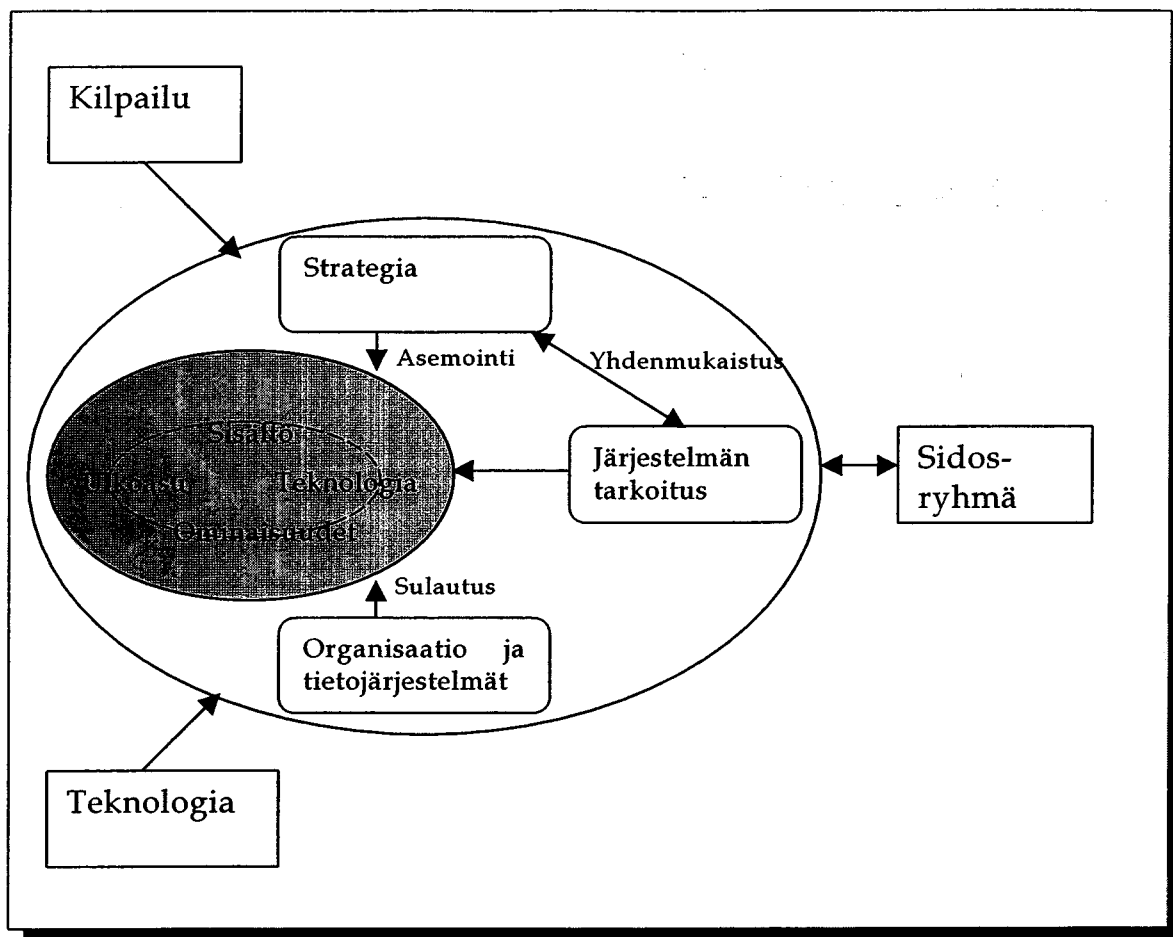 Kilpailu
Strategia
Asemointi
Yhdenmukaistus
Sisältö
Ulkoasu
Teknologia
Ominaisuudet
Järjestelmän
tarkoitus
Sidos-
ryhmä
Sulautus
Organisaatio ja
tietojärjestelmät
Teknologia